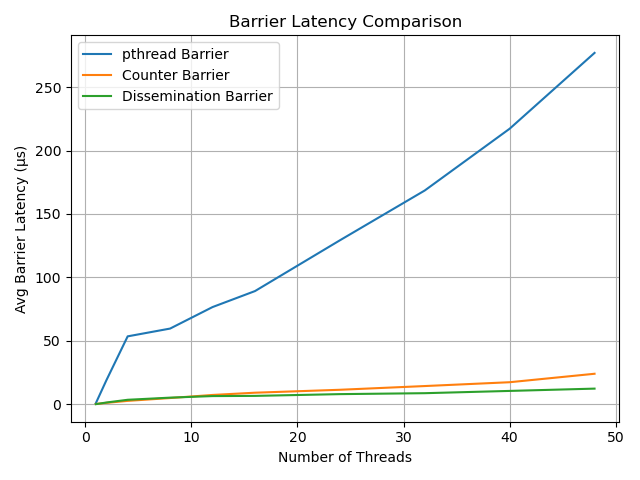 Barrier Latency Comparison
pthread Barrier
Counter Barrier
Dissemination Barrier
Avg Barrier Latency (μs)
250
200
150
100
50
0
0 10 20 30 40 50
Number of Threads